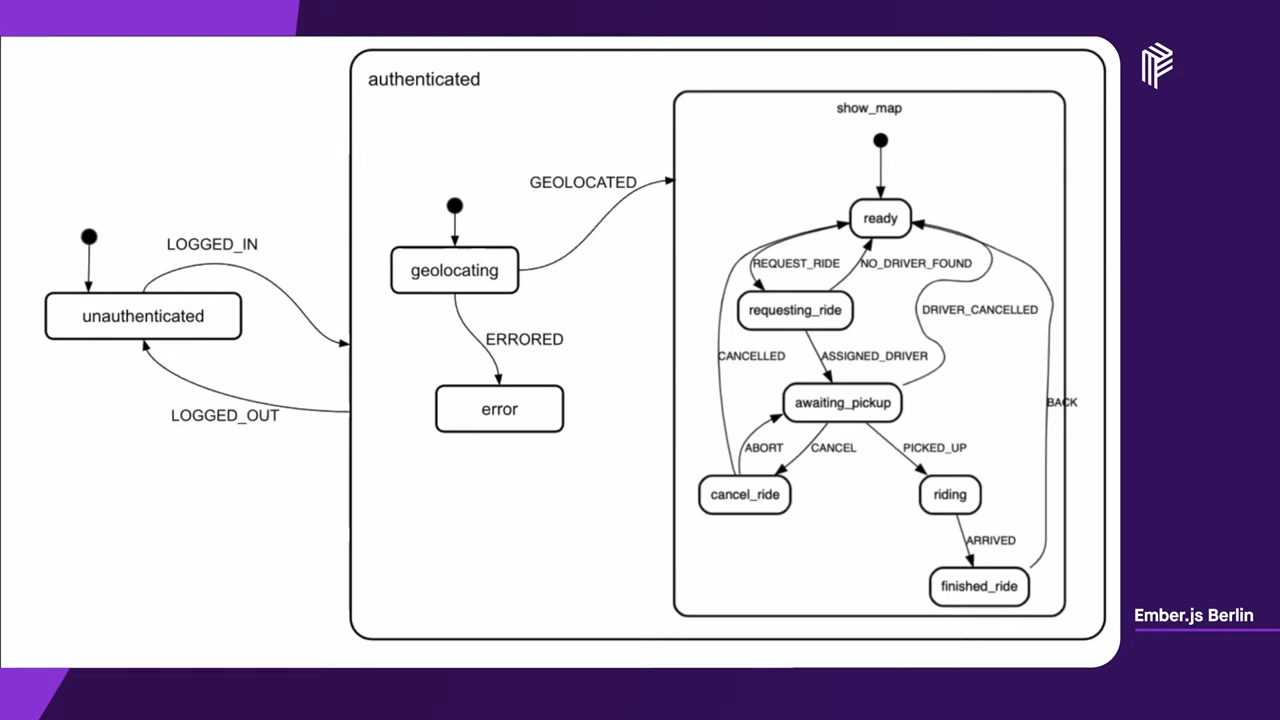 authenticated
show_map
GEOLOCATED
ready
LOGGED_IN
geolocating
REQUEST_RIDE
NO_DRIVER_FOUND
unauthenticated
requesting_ride
DRIVER_CANCELLED
ERRORED
CANCELLED
ASSIGNED_DRIVER
LOGGED_OUT
error
awaiting_pickup
BACK
ABORT
CANCEL
PICKED_UP
cancel_ride
riding
ARRIVED
finished_ride
Ember.js Berlin